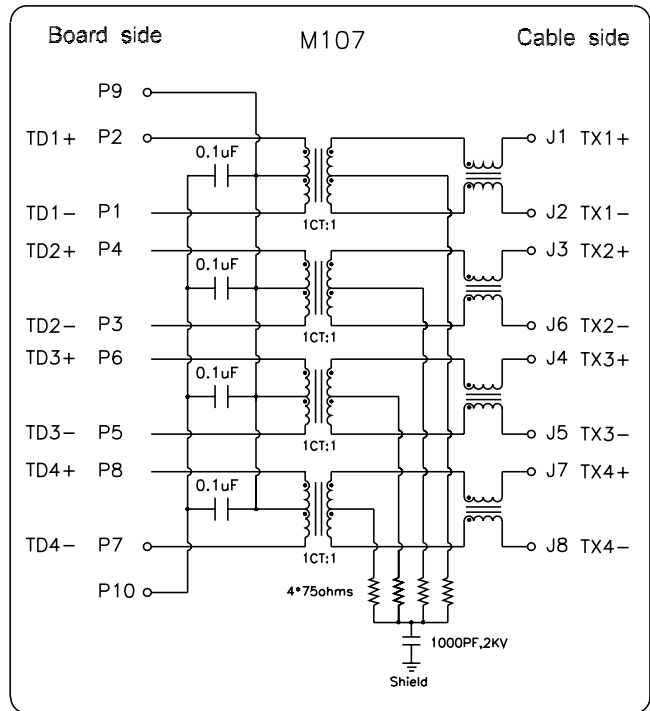 Board side M107 Cable side
P9
TD1+ P2 J1 TX1+
0.1uF
TD1- P1 J2 TX1-
1CT:1
TD2+ P4 J3 TX2+
0.1uF
TD2- P3 J6 TX2-
1CT:1
TD3+ P6 J4 TX3+
0.1uF
TD3- P5 J5 TX3-
1CT:1
TD4+ P8 J7 TX4+
0.1uF
TD4- P7 J8 TX4-
1CT:1
P10
4*75ohms
1000PF,2KV
Shield